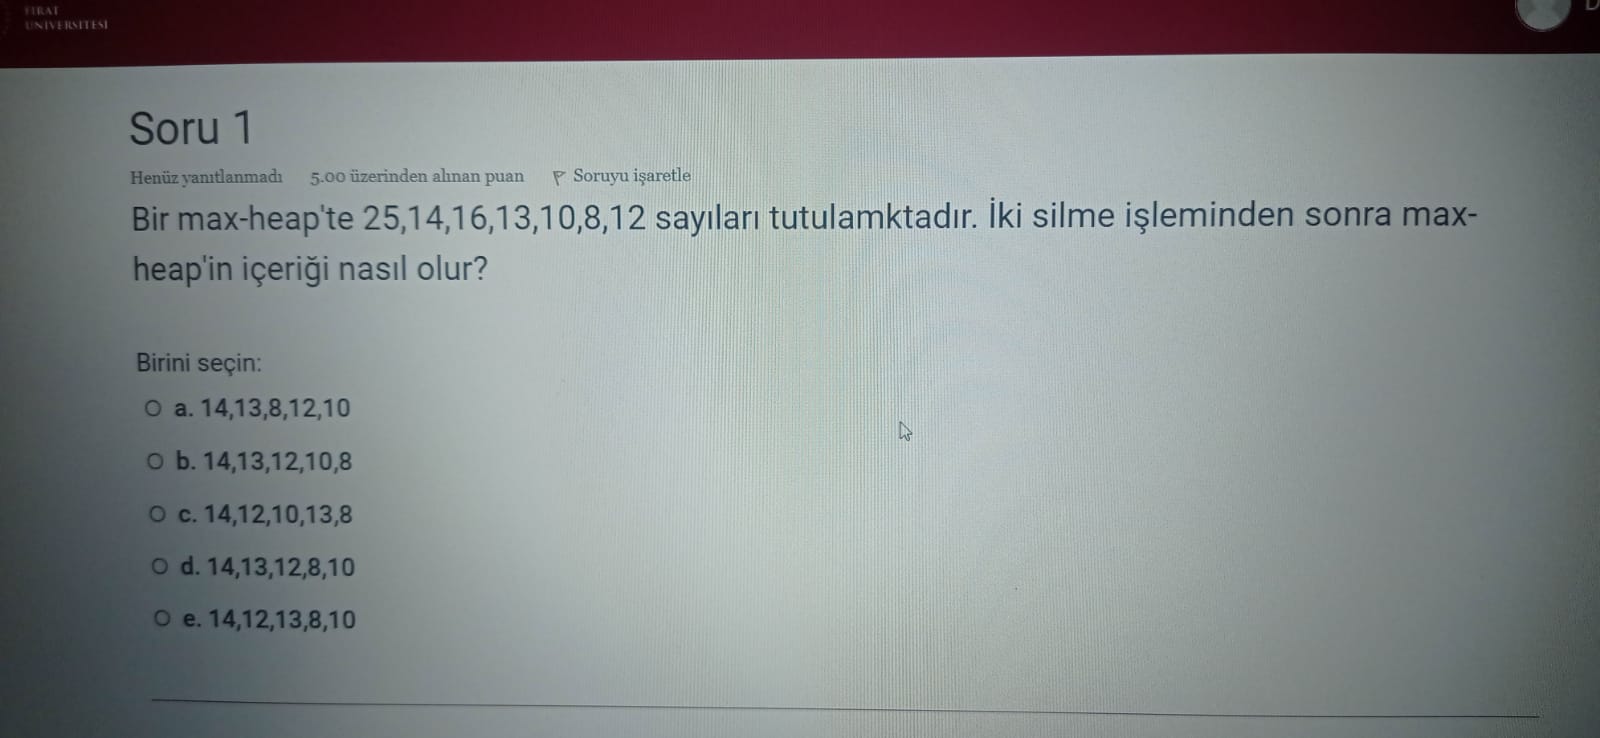 FIRAT
ÜNİVERSİTESİ
D
Soru 1
Henüz yanıtlanmadı 5.00 üzerinden alınan puan Soruyu işaretle
Bir max-heap'te 25,14,16,13,10,8,12 sayıları tutulamktadır. İki silme işleminden sonra max-
heap'in içeriği nasıl olur?
Birini seçin:
a. 14,13,8,12,10
b. 14,13,12,10,8
c. 14,12,10,13,8
d. 14,13,12,8,10
e. 14,12,13,8,10